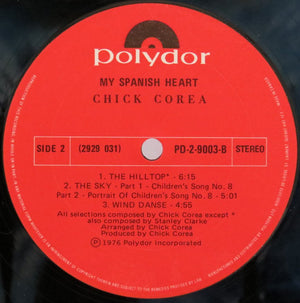 polydor
MY SPANISH HEART
CHICK COREA
SIDE 2 (2929 031) PD-2-9003-B STEREO
1. THE HILLTOP* - 6:15
2. THE SKY - Part 1 - Children's Song No. 8
Part 2 - Portrait Of Children's Song No. 8 - 5:01
3. WIND DANSE - 4:55
All selections composed by Chick Corea except *
also composed by Stanley Clarke
Arranged by Chick Corea
Produced by Chick Corea
Ⓟ 1976 Polydor Incorporated